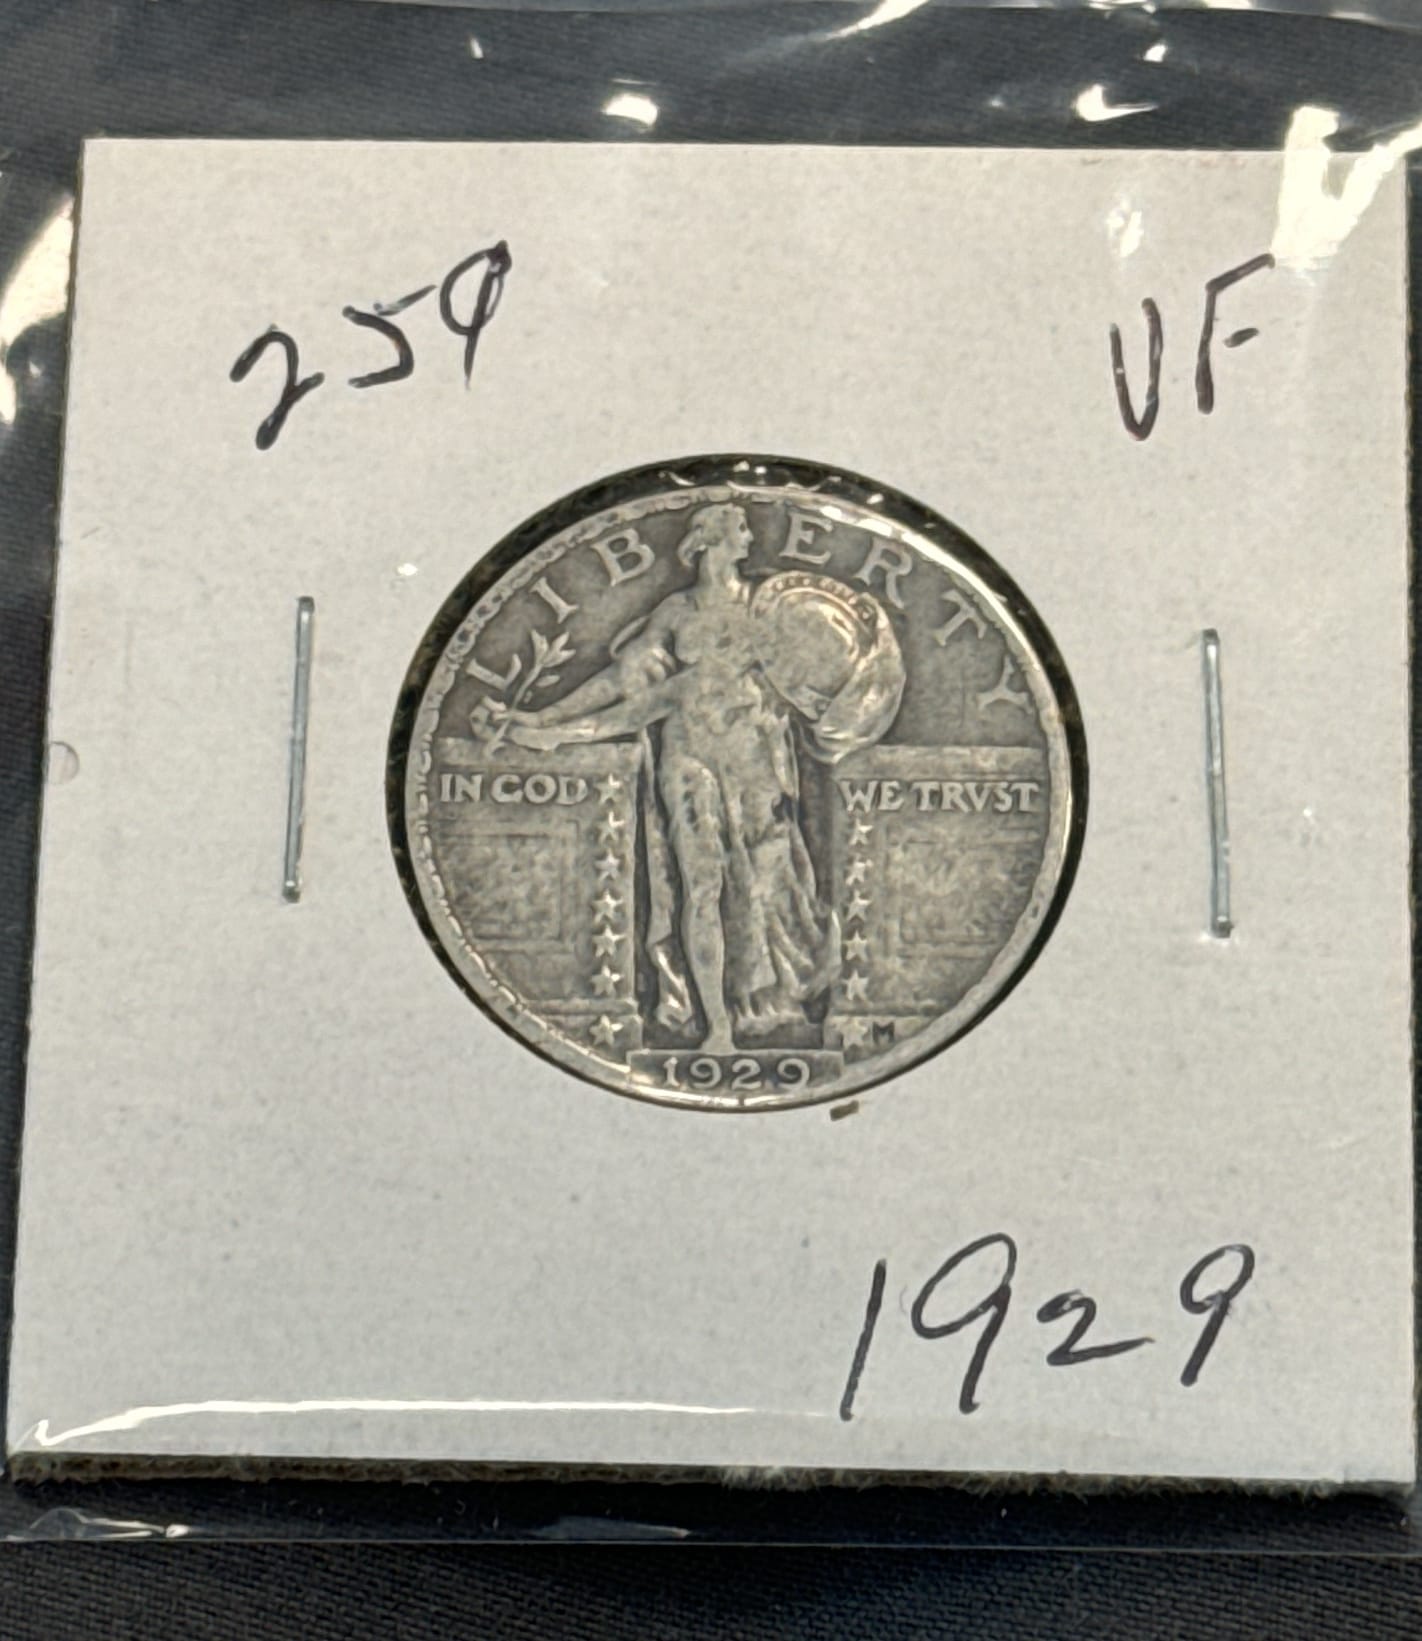 25¢ VF
LIBERTY
IN GOD WE TRVST
M
1929
1929